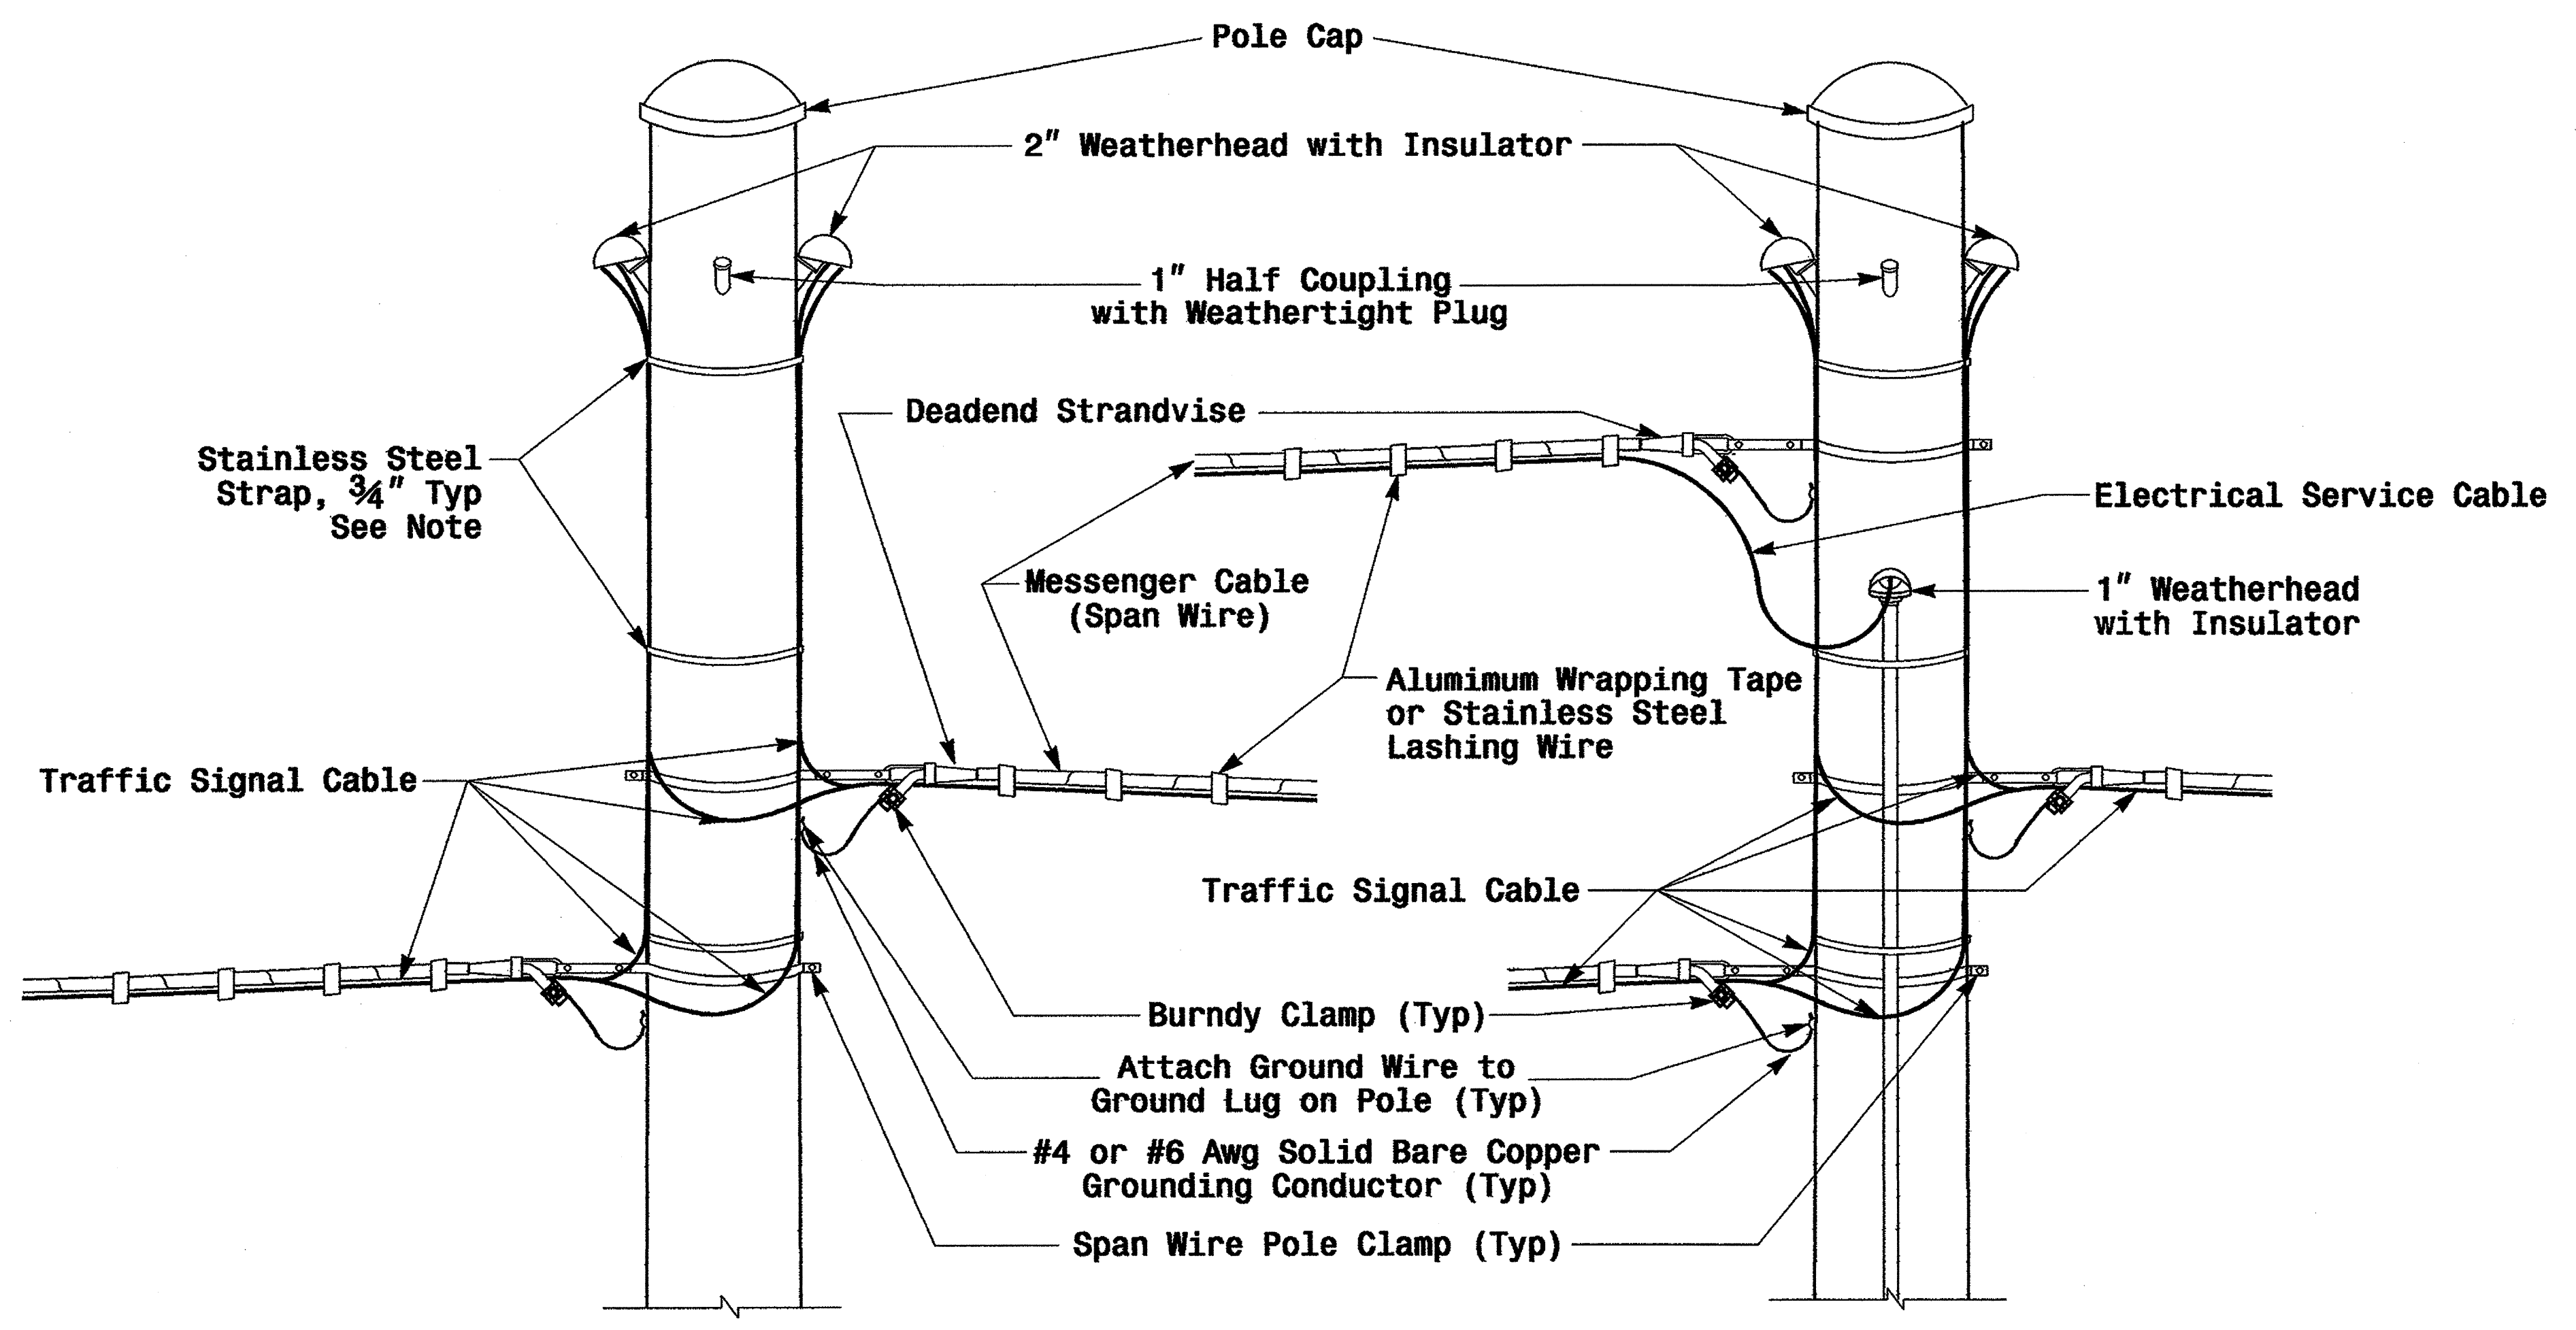 Pole Cap
2" Weatherhead with Insulator
1" Half Coupling
with Weathertight Plug
Deadend Strandvise
Stainless Steel
Strap, ¾" Typ
See Note
Electrical Service Cable
Messenger Cable
(Span Wire)
1" Weatherhead
with Insulator
Alumimum Wrapping Tape
or Stainless Steel
Lashing Wire
Traffic Signal Cable
Traffic Signal Cable
Burndy Clamp (Typ)
Attach Ground Wire to
Ground Lug on Pole (Typ)
#4 or #6 Awg Solid Bare Copper
Grounding Conductor (Typ)
Span Wire Pole Clamp (Typ)